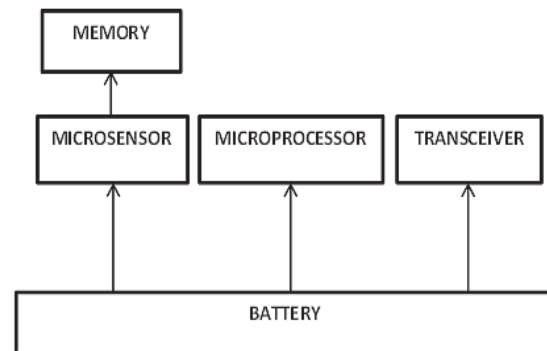 MEMORY
MICROSENSOR
MICROPROCESSOR
TRANSCEIVER
BATTERY